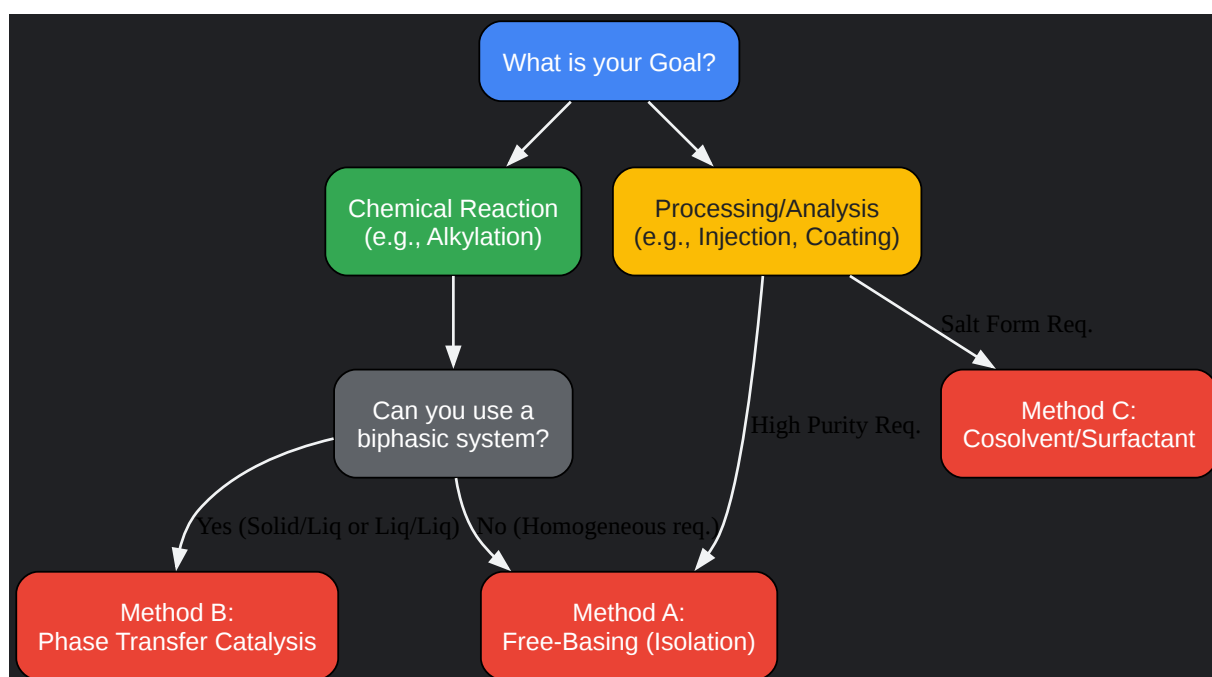 What is your Goal?
Chemical Reaction
(e.g., Alkylation)
Processing/Analysis
(e.g., Injection, Coating)
Salt Form Req.
Can you use a
biphasic system?
High Purity Req.
Method C:
Cosolvent/Surfactant
Yes (Solid/Liq or Liq/Liq)
No (Homogeneous req.)
Method B:
Phase Transfer Catalysis
Method A:
Free-Basing (Isolation)